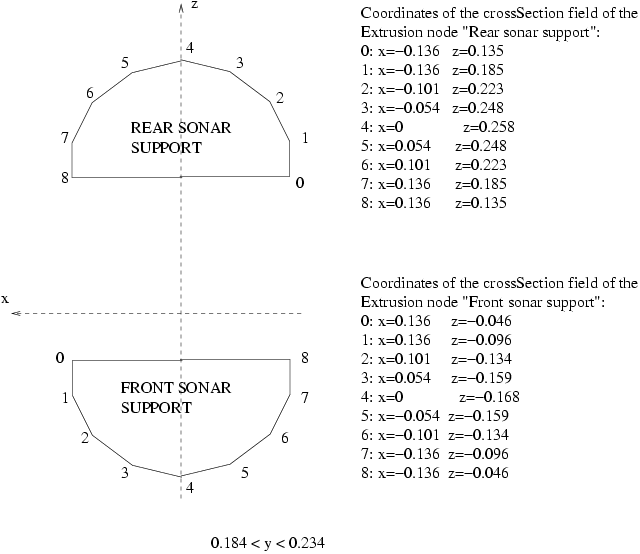 z
4
5
3
6
2
7
REAR SONAR
1
SUPPORT
8
0
Coordinates of the crossSection field of the
Extrusion node "Rear sonar support":
0: x=−0.136 z=0.135
1: x=−0.136 z=0.185
2: x=−0.101 z=0.223
3: x=−0.054 z=0.248
4: x=0 z=0.258
5: x=0.054 z=0.248
6: x=0.101 z=0.223
7: x=0.136 z=0.185
8: x=0.136 z=0.135
x
0
8
FRONT SONAR
SUPPORT
1
7
2
6
3
5
4
Coordinates of the crossSection field of the
Extrusion node "Front sonar support":
0: x=0.136 z=−0.046
1: x=0.136 z=−0.096
2: x=0.101 z=−0.134
3: x=0.054 z=−0.159
4: x=0 z=−0.168
5: x=−0.054 z=−0.159
6: x=−0.101 z=−0.134
7: x=−0.136 z=−0.096
8: x=−0.136 z=−0.046
0.184 < y < 0.234